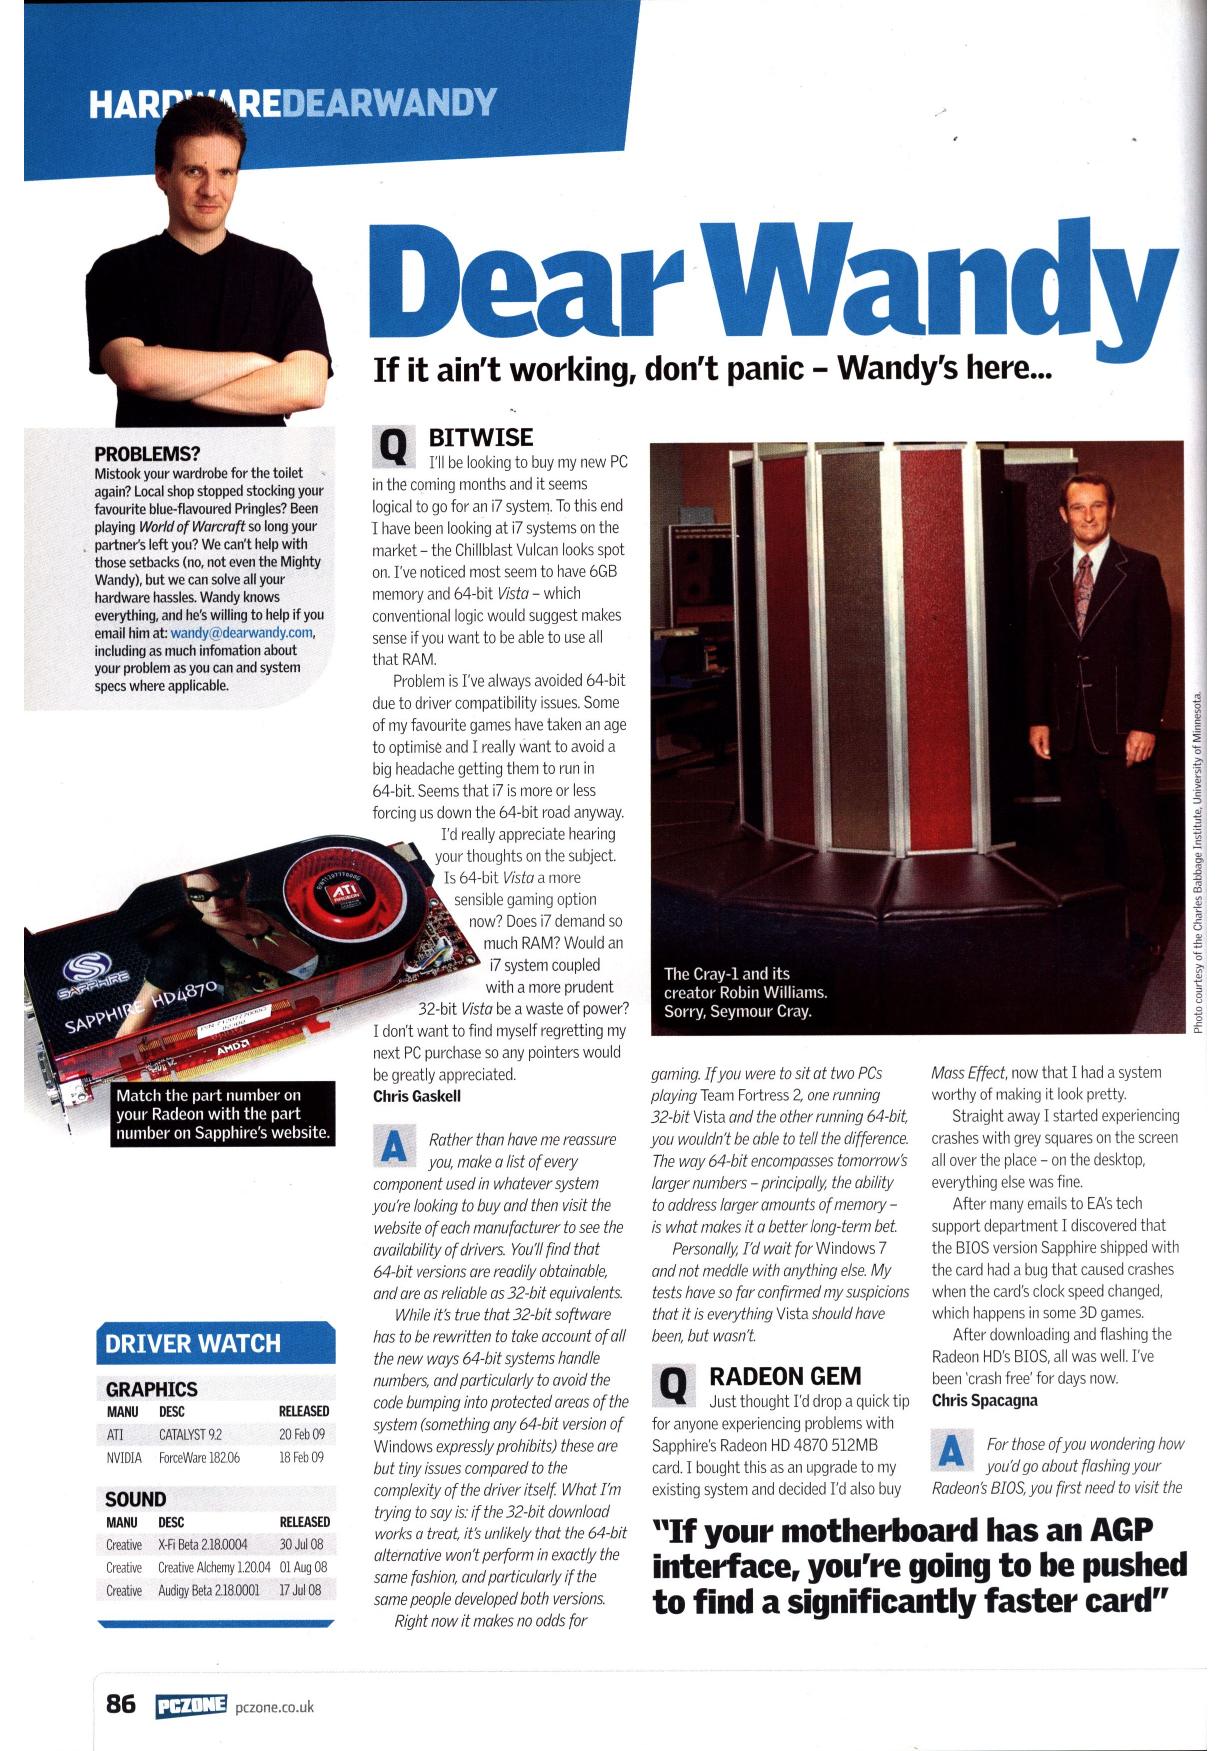 HARDWAREDEARWANDY
Dear Wandy
If it ain't working, don't panic – Wandy's here...
PROBLEMS?
Mistook your wardrobe for the toilet
again? Local shop stopped stocking your
favourite blue-flavoured Pringles? Been
playing World of Warcraft so long your
partner's left you? We can't help with
those setbacks (no, not even the Mighty
Wandy), but we can solve all your
hardware hassles. Wandy knows
everything, and he's willing to help if you
email him at: wandy@dearwandy.com,
including as much infomation about
your problem as you can and system
specs where applicable.
SAPPHIRE
SAPPHIRE HD4870
ATI
RADEON
AMD
Match the part number on
your Radeon with the part
number on Sapphire's website.
DRIVER WATCH
GRAPHICS
MANU DESC RELEASED
ATI CATALYST 9.2 20 Feb 09
NVIDIA ForceWare 182.06 18 Feb 09
SOUND
MANU DESC RELEASED
Creative X-Fi Beta 2.18.0004 30 Jul 08
Creative Creative Alchemy 1.20.04 01 Aug 08
Creative Audigy Beta 2.18.0001 17 Jul 08
Q BITWISE
I'll be looking to buy my new PC
in the coming months and it seems
logical to go for an i7 system. To this end
I have been looking at i7 systems on the
market – the Chillblast Vulcan looks spot
on. I've noticed most seem to have 6GB
memory and 64-bit Vista – which
conventional logic would suggest makes
sense if you want to be able to use all
that RAM.
Problem is I've always avoided 64-bit
due to driver compatibility issues. Some
of my favourite games have taken an age
to optimise and I really want to avoid a
big headache getting them to run in
64-bit. Seems that i7 is more or less
forcing us down the 64-bit road anyway.
I'd really appreciate hearing
your thoughts on the subject.
Is 64-bit Vista a more
sensible gaming option
now? Does i7 demand so
much RAM? Would an
i7 system coupled
with a more prudent
32-bit Vista be a waste of power?
I don't want to find myself regretting my
next PC purchase so any pointers would
be greatly appreciated.
Chris Gaskell
A Rather than have me reassure
you, make a list of every
component used in whatever system
you're looking to buy and then visit the
website of each manufacturer to see the
availability of drivers. You'll find that
64-bit versions are readily obtainable,
and are as reliable as 32-bit equivalents.
While it's true that 32-bit software
has to be rewritten to take account of all
the new ways 64-bit systems handle
numbers, and particularly to avoid the
code bumping into protected areas of the
system (something any 64-bit version of
Windows expressly prohibits) these are
but tiny issues compared to the
complexity of the driver itself. What I'm
trying to say is: if the 32-bit download
works a treat, it's unlikely that the 64-bit
alternative won't perform in exactly the
same fashion, and particularly if the
same people developed both versions.
Right now it makes no odds for
The Cray-1 and its
creator Robin Williams.
Sorry, Seymour Cray.
Photo courtesy of the Charles Babbage Institute, University of Minnesota.
gaming. If you were to sit at two PCs
playing Team Fortress 2, one running
32-bit Vista and the other running 64-bit,
you wouldn't be able to tell the difference.
The way 64-bit encompasses tomorrow's
larger numbers – principally, the ability
to address larger amounts of memory –
is what makes it a better long-term bet.
Personally, I'd wait for Windows 7
and not meddle with anything else. My
tests have so far confirmed my suspicions
that it is everything Vista should have
been, but wasn't.
Q RADEON GEM
Just thought I'd drop a quick tip
for anyone experiencing problems with
Sapphire's Radeon HD 4870 512MB
card. I bought this as an upgrade to my
existing system and decided I'd also buy
Mass Effect, now that I had a system
worthy of making it look pretty.
Straight away I started experiencing
crashes with grey squares on the screen
all over the place – on the desktop,
everything else was fine.
After many emails to EA's tech
support department I discovered that
the BIOS version Sapphire shipped with
the card had a bug that caused crashes
when the card's clock speed changed,
which happens in some 3D games.
After downloading and flashing the
Radeon HD's BIOS, all was well. I've
been 'crash free' for days now.
Chris Spacagna
A For those of you wondering how
you'd go about flashing your
Radeon's BIOS, you first need to visit the
"If your motherboard has an AGP
interface, you're going to be pushed
to find a significantly faster card"
86 PCZONE pczone.co.uk